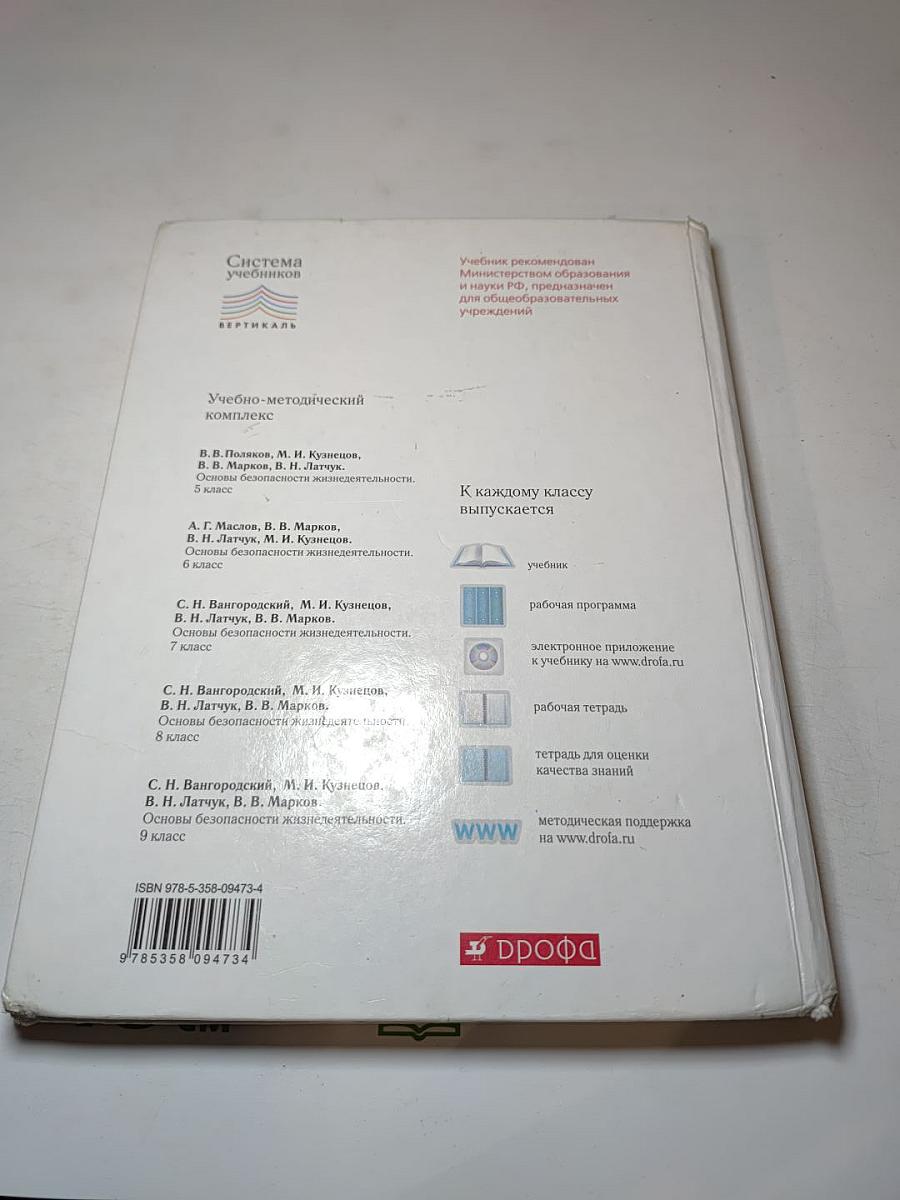 Система
учебников
ВЕРТИКАЛЬ
Учебник рекомендован
Министерством образования
и науки РФ, предназначен
для общеобразовательных
учреждений
Учебно-методический
комплекс
В. В. Поляков, М. И. Кузнецов,
В. В. Марков, В. Н. Латчук.
Основы безопасности жизнедеятельности.
5 класс
А. Г. Маслов, В. В. Марков,
В. Н. Латчук, М. И. Кузнецов.
Основы безопасности жизнедеятельности.
6 класс
С. Н. Вангородский, М. И. Кузнецов,
В. Н. Латчук, В. В. Марков.
Основы безопасности жизнедеятельности.
7 класс
С. Н. Вангородский, М. И. Кузнецов,
В. Н. Латчук, В. В. Марков.
Основы безопасности жизнедеятельности.
8 класс
С. Н. Вангородский, М. И. Кузнецов,
В. Н. Латчук, В. В. Марков.
Основы безопасности жизнедеятельности.
9 класс
К каждому классу
выпускается
учебник
рабочая программа
электронное приложение
к учебнику на www.drofa.ru
рабочая тетрадь
тетрадь для оценки
качества знаний
www
методическая поддержка
на www.drofa.ru
ISBN 978-5-358-09473-4
9 785358 094734
дрофа
см